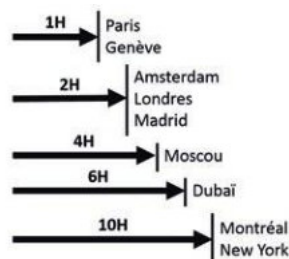 1H
Paris
Genève
2H
Amsterdam
Londres
Madrid
4H
Moscou
6H
Dubaï
10H
Montréal
New York